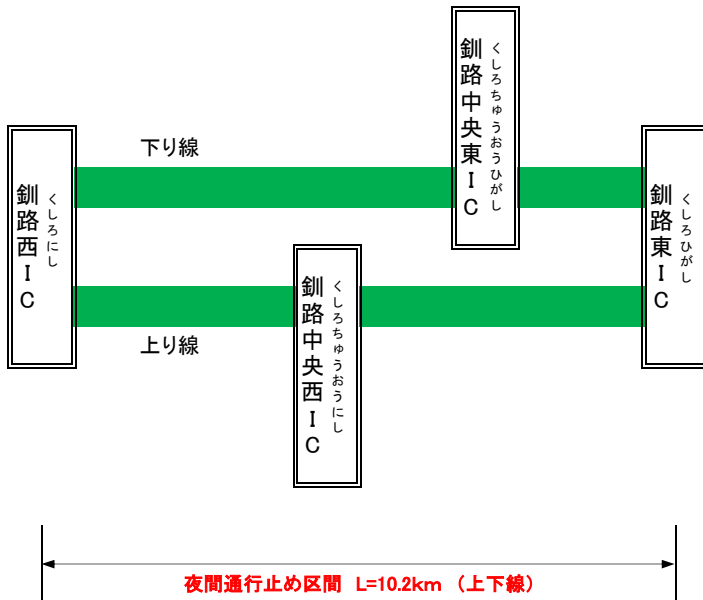 釧路中央東IC
くしろちゅうおうひがし
下り線
釧路西IC
くしろにし
釧路東IC
くしろひがし
釧路中央西IC
くしろちゅうおうにし
上り線
夜間通行止め区間 L=10.2km （上下線）